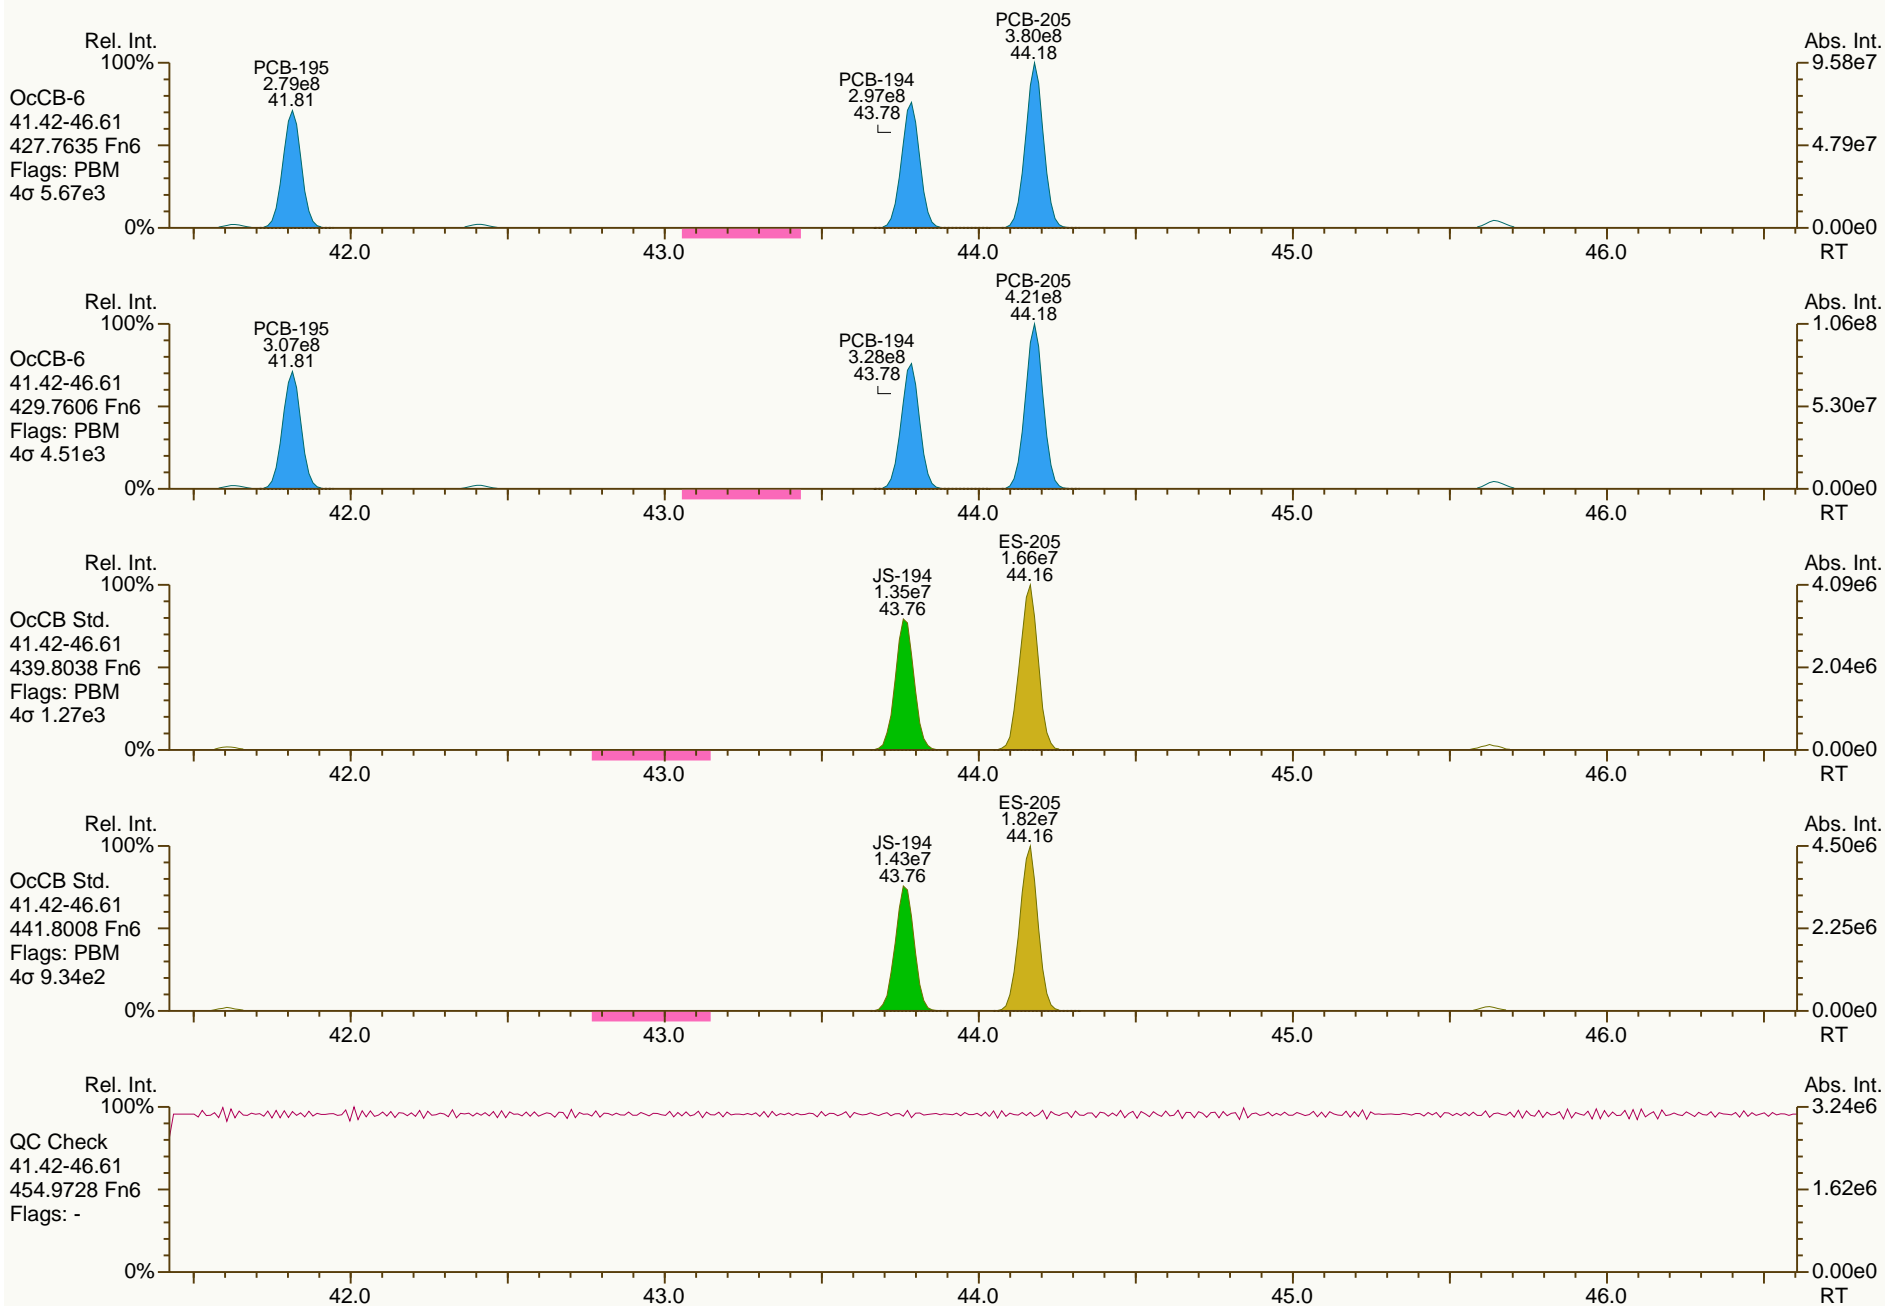 PCB-205
3.80e8
44.18
Rel. Int.
Abs. Int.
100%
PCB-195
2.79e8
41.81
PCB-194
2.97e8
43.78
9.58e7
OcCB-6
41.42-46.61
427.7635 Fn6
Flags: PBM
4σ 5.67e3
4.79e7
0%
0.00e0
42.0
43.0
44.0
45.0
46.0
RT
PCB-205
4.21e8
44.18
Rel. Int.
Abs. Int.
100%
PCB-195
3.07e8
41.81
PCB-194
3.28e8
43.78
1.06e8
OcCB-6
41.42-46.61
429.7606 Fn6
Flags: PBM
4σ 4.51e3
5.30e7
0%
0.00e0
42.0
43.0
44.0
45.0
46.0
RT
ES-205
1.66e7
44.16
Rel. Int.
Abs. Int.
100%
JS-194
1.35e7
43.76
4.09e6
OcCB Std.
41.42-46.61
439.8038 Fn6
Flags: PBM
4σ 1.27e3
2.04e6
0%
0.00e0
42.0
43.0
44.0
45.0
46.0
RT
ES-205
1.82e7
44.16
Rel. Int.
Abs. Int.
100%
JS-194
1.43e7
43.76
4.50e6
OcCB Std.
41.42-46.61
441.8008 Fn6
Flags: PBM
4σ 9.34e2
2.25e6
0%
0.00e0
42.0
43.0
44.0
45.0
46.0
RT
Rel. Int.
Abs. Int.
100%
3.24e6
QC Check
41.42-46.61
454.9728 Fn6
Flags: -
1.62e6
0%
0.00e0
42.0
43.0
44.0
45.0
46.0
RT